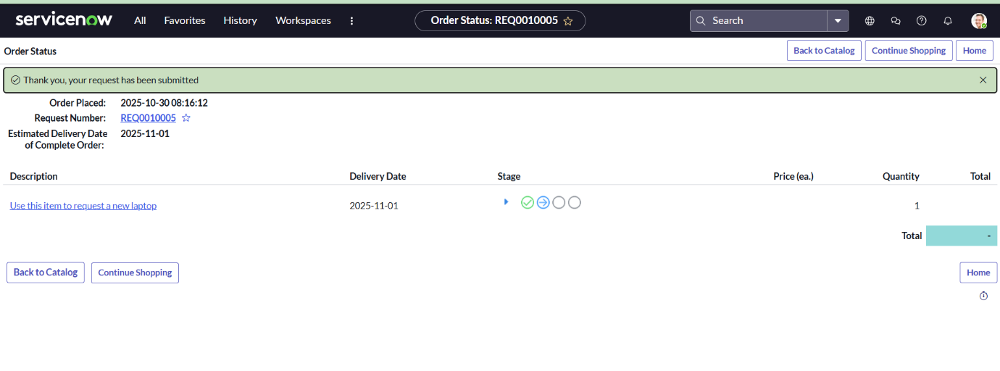 servicenow All Favorites History Workspaces Order Status: REQ0010005 Search
Order Status Back to Catalog Continue Shopping Home
Thank you, your request has been submitted
Order Placed: 2025-10-30 08:16:12
Request Number: REQ0010005
Estimated Delivery Date 2025-11-01
of Complete Order:
Description Delivery Date Stage Price (ea.) Quantity Total
Use this item to request a new laptop 2025-11-01 1
Total -
Back to Catalog Continue Shopping Home